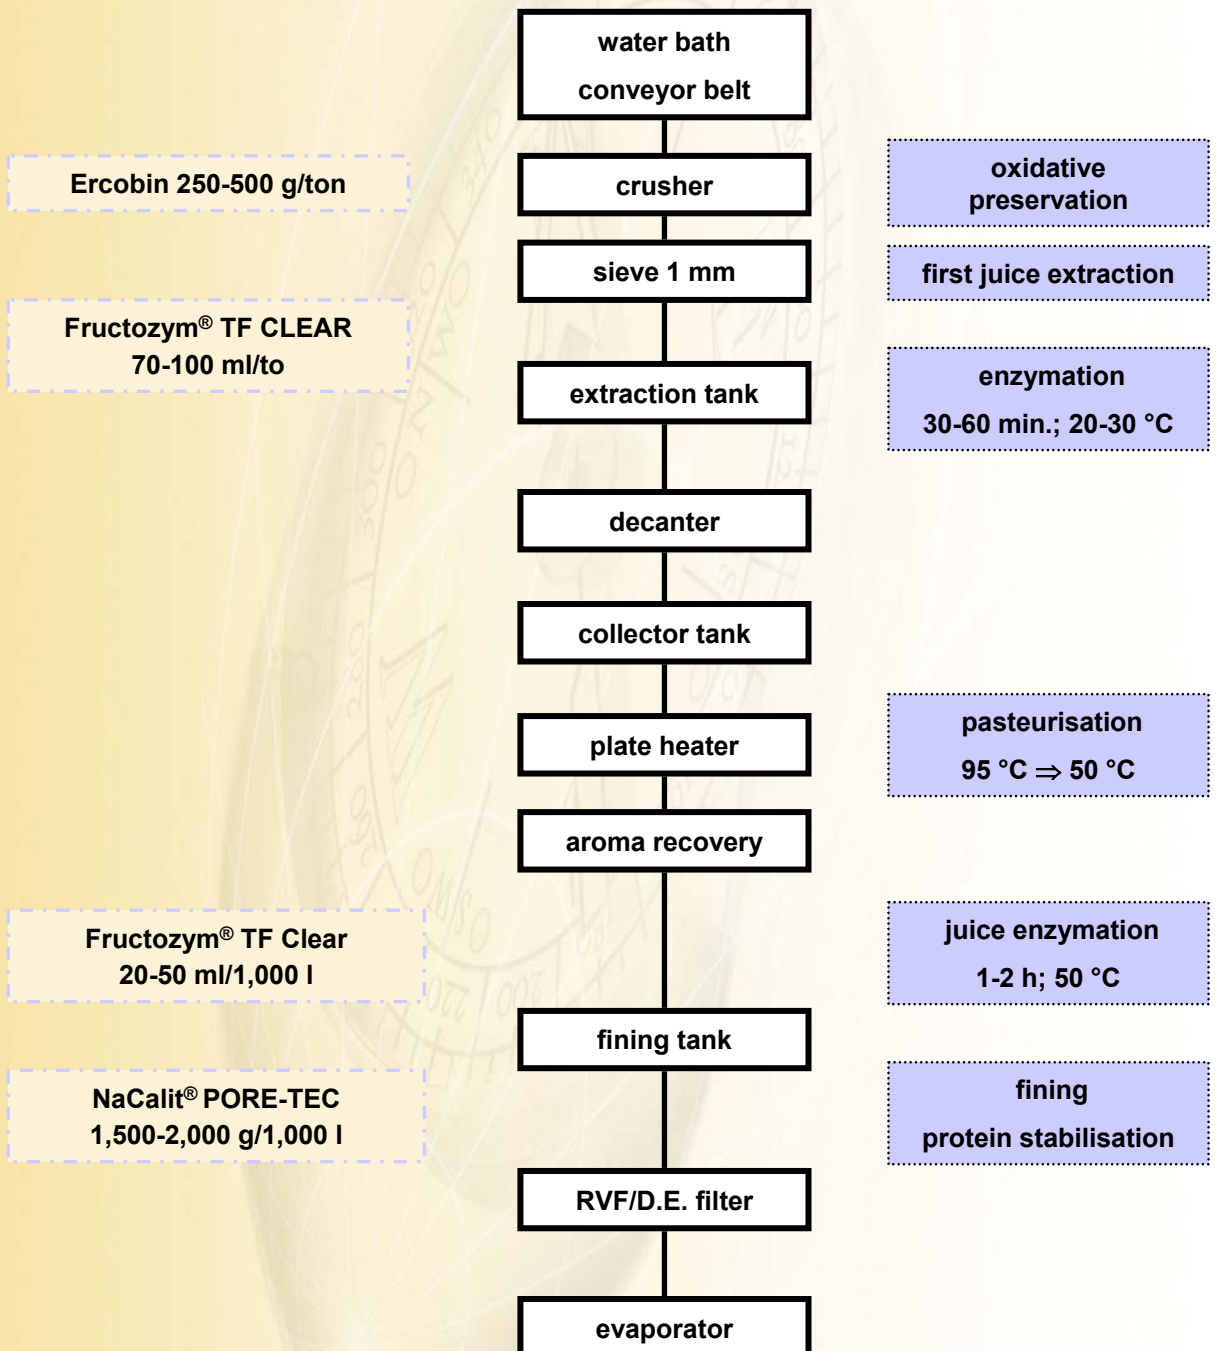 water bath
conveyor belt
Ercobin 250-500 g/ton
crusher
oxidative
preservation
sieve 1 mm
first juice extraction
Fructozym® TF CLEAR
70-100 ml/to
extraction tank
enzymation
30-60 min.; 20-30 °C
decanter
collector tank
plate heater
pasteurisation
95 °C ⇒ 50 °C
aroma recovery
Fructozym® TF Clear
20-50 ml/1,000 l
juice enzymation
1-2 h; 50 °C
fining tank
NaCalit® PORE-TEC
1,500-2,000 g/1,000 l
fining
protein stabilisation
RVF/D.E. filter
evaporator